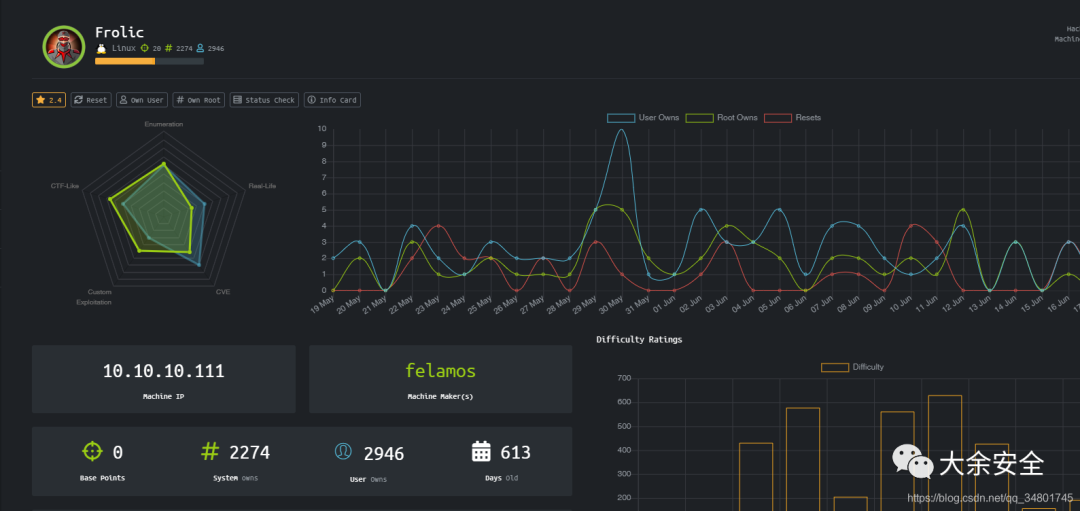 Frolic
Hac
Machine
Linux 20 2274 2946
2.4 Reset Own User # Own Root Status Check Info Card
User Owns Root Owns Resets
Enumeration
CTF-Like
Real-Life
Custom
Exploitation
CVE
10
9
8
7
6
5
4
3
2
1
0
19 May 20 May 21 May 22 May 23 May 24 May 25 May 26 May 27 May 28 May 29 May 30 May 31 May 01 Jun 02 Jun 03 Jun 04 Jun 05 Jun 06 Jun 07 Jun 08 Jun 09 Jun 10 Jun 11 Jun 12 Jun 13 Jun 14 Jun 15 Jun 16 Jun 17
Difficulty Ratings
10.10.10.111
Machine IP
felamos
Machine Maker(s)
Difficulty
700
600
500
400
300
200
0
Base Points
# 2274
System Owns
2946
User Owns
613
Days Old
大余安全
https://blog.csdn.net/qq_34801745